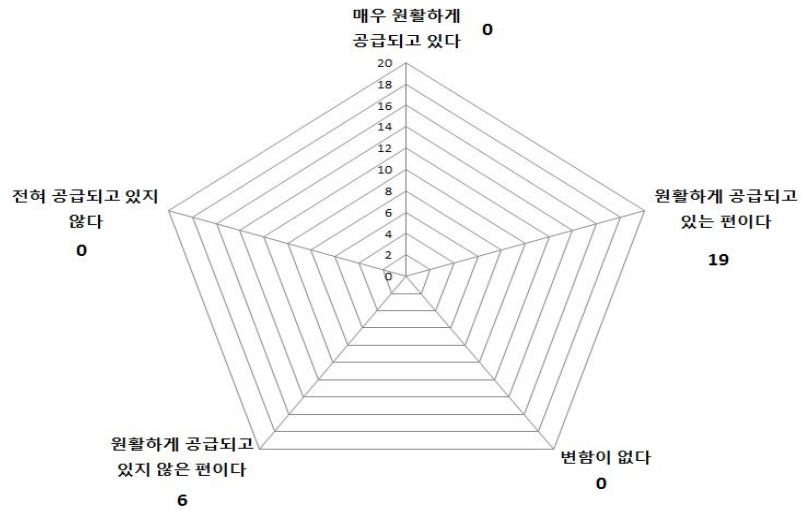 매우 원활하게
공급되고 있다
0
20
18
16
14
12
10
8
6
4
2
0
전혀 공급되고 있지
않다
0
원활하게 공급되고
있는 편이다
19
원활하게 공급되고
있지 않은 편이다
6
변함이 없다
0